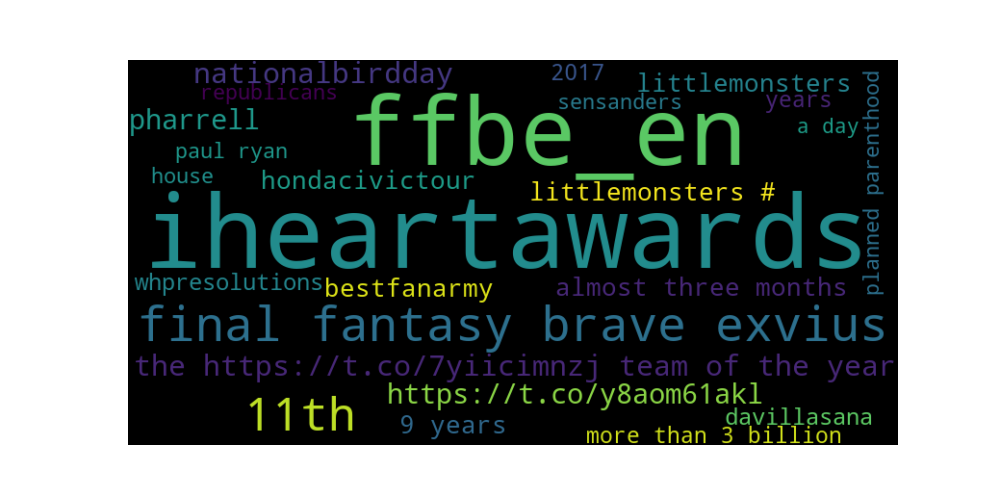 nationalbirdday
2017
littlemonsters
republicans
sensanders
years
pharrell
ffbe_en
a day
planned parenthood
paul ryan
house
hondacivictour
littlemonsters #
iheartawards
whpresolutions
bestfanarmy
almost three months
final fantasy brave exvius
the https://t.co/7yiicimnzj team of the year
https://t.co/y8aom61akl
11th
9 years
davillasana
more than 3 billion